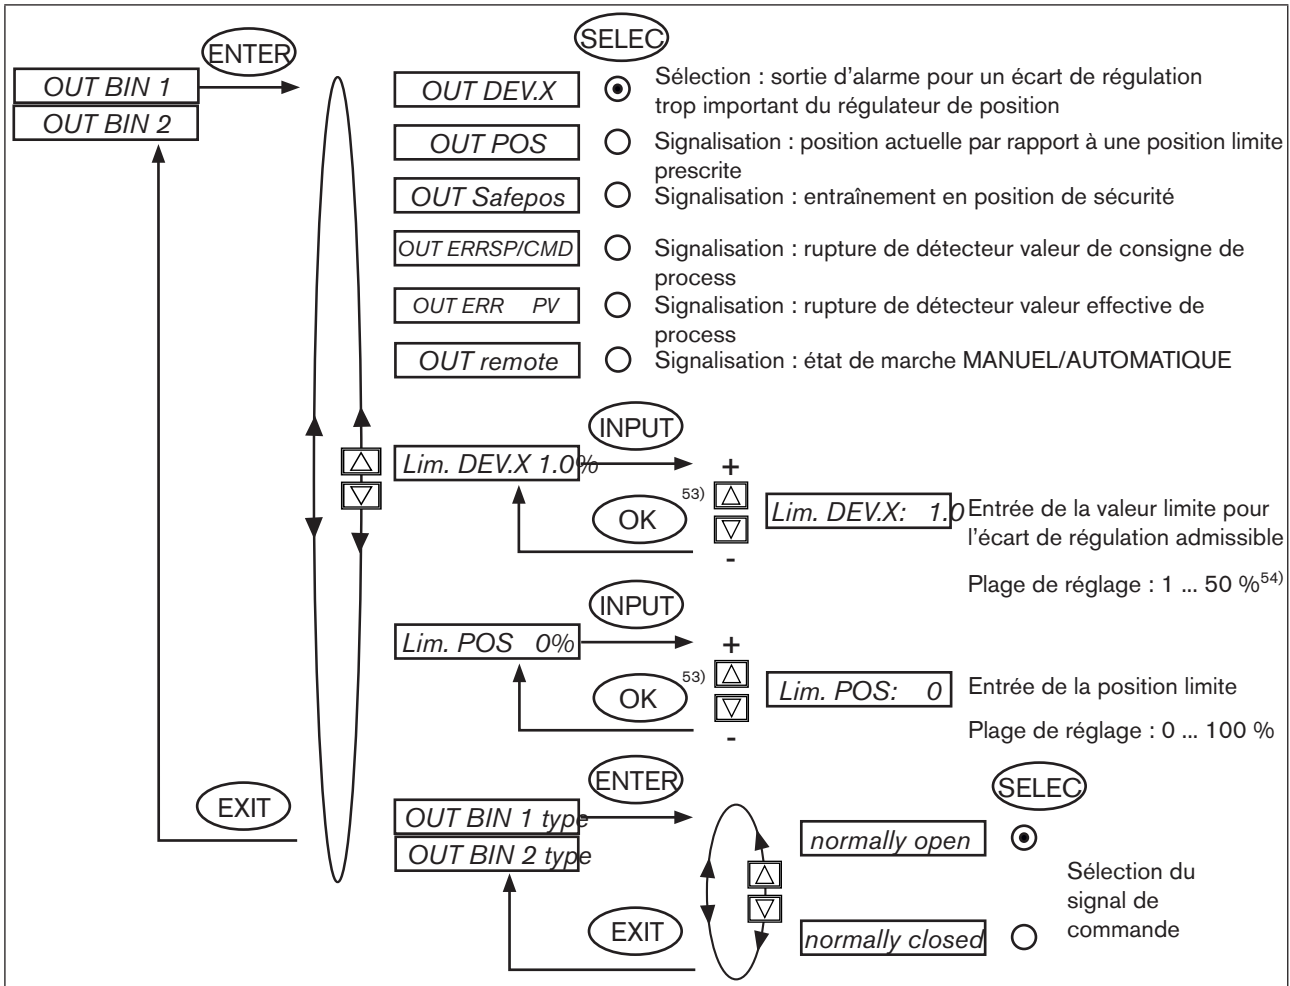 ENTER
SELEC
OUT BIN 1
OUT BIN 2
OUT DEV.X
Sélection : sortie d'alarme pour un écart de régulation
trop important du régulateur de position
OUT POS
Signalisation : position actuelle par rapport à une position limite
prescrite
OUT Safepos
Signalisation : entraînement en position de sécurité
OUT ERRSP/CMD
Signalisation : rupture de détecteur valeur de consigne de
process
OUT ERR PV
Signalisation : rupture de détecteur valeur effective de
process
OUT remote
Signalisation : état de marche MANUEL/AUTOMATIQUE
INPUT
Lim. DEV.X 1.0%
+
OK
53)
-
Lim. DEV.X: 1.0
Entrée de la valeur limite pour
l'écart de régulation admissible
Plage de réglage : 1 ... 50 %54)
INPUT
Lim. POS 0%
+
OK
53)
-
Lim. POS: 0
Entrée de la position limite
Plage de réglage : 0 ... 100 %
EXIT
ENTER
SELEC
OUT BIN 1 type
OUT BIN 2 type
normally open
Sélection du
signal de
commande
EXIT
normally closed